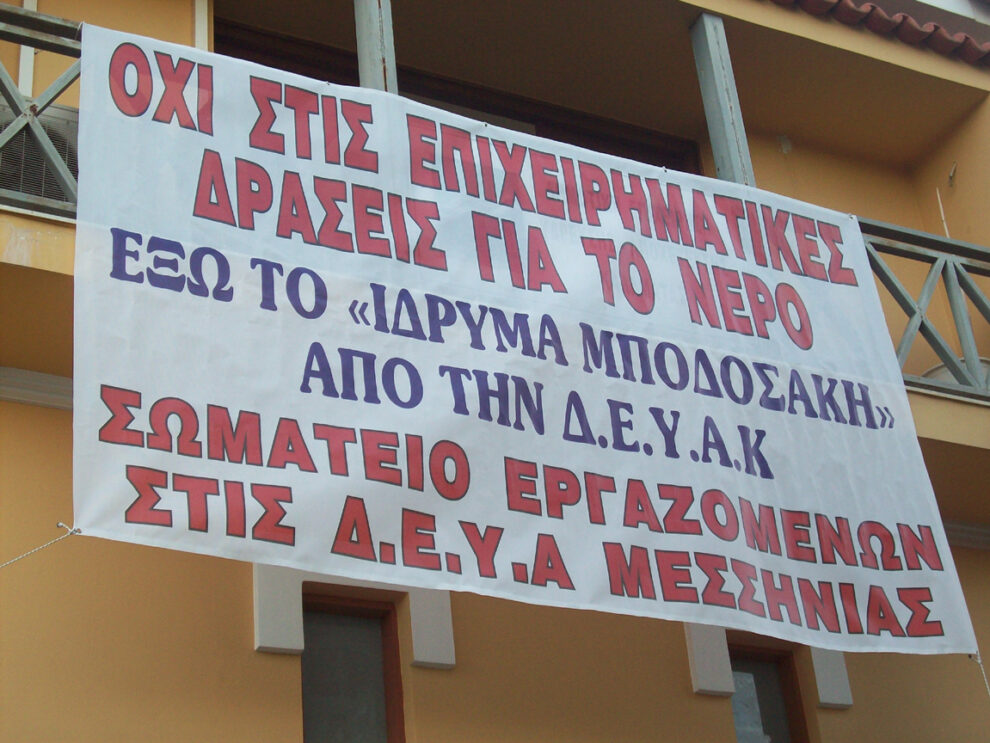 ΟΧΙ ΣΤΙΣ ΕΠΙΧΕΙΡΗΜΑΤΙΚΕΣ
ΔΡΑΣΕΙΣ ΓΙΑ ΤΟ ΝΕΡΟ
ΕΞΩ ΤΟ «ΙΔΡΥΜΑ ΜΠΟΔΟΣΑΚΗ»
ΑΠΟ ΤΗΝ Δ.Ε.Υ.Α.Κ
ΣΩΜΑΤΕΙΟ ΕΡΓΑΖΟΜΕΝΩΝ
ΣΤΙΣ Δ.Ε.Υ.Α ΜΕΣΣΗΝΙΑΣ